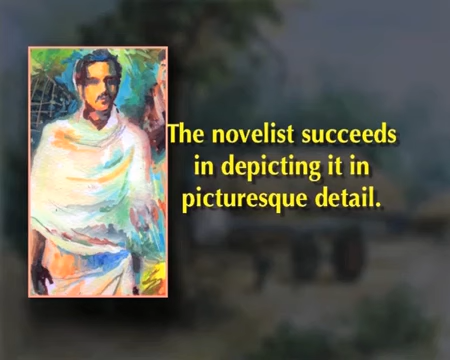 The novelist succeeds
in depicting it in
picturesque detail.